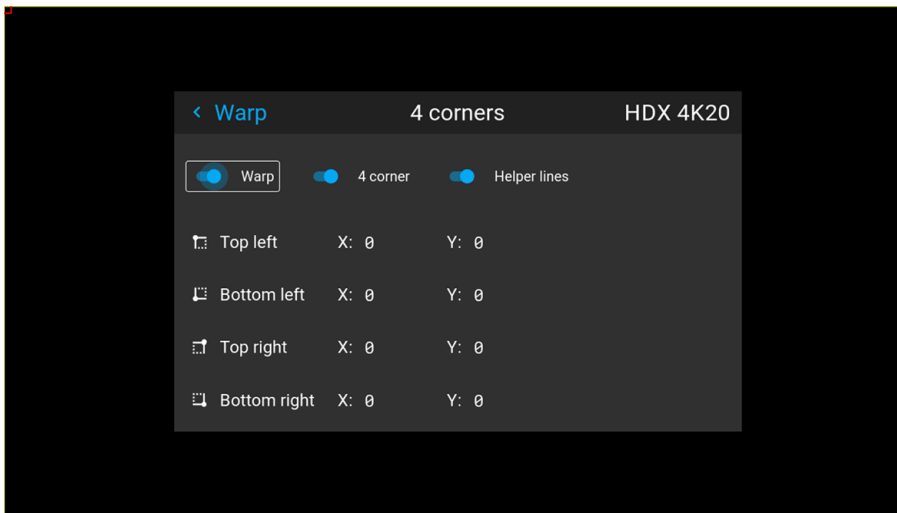 Warp 4 corners HDX 4K20
Warp 4 corner Helper lines
Top left X: 0 Y: 0
Bottom left X: 0 Y: 0
Top right X: 0 Y: 0
Bottom right X: 0 Y: 0